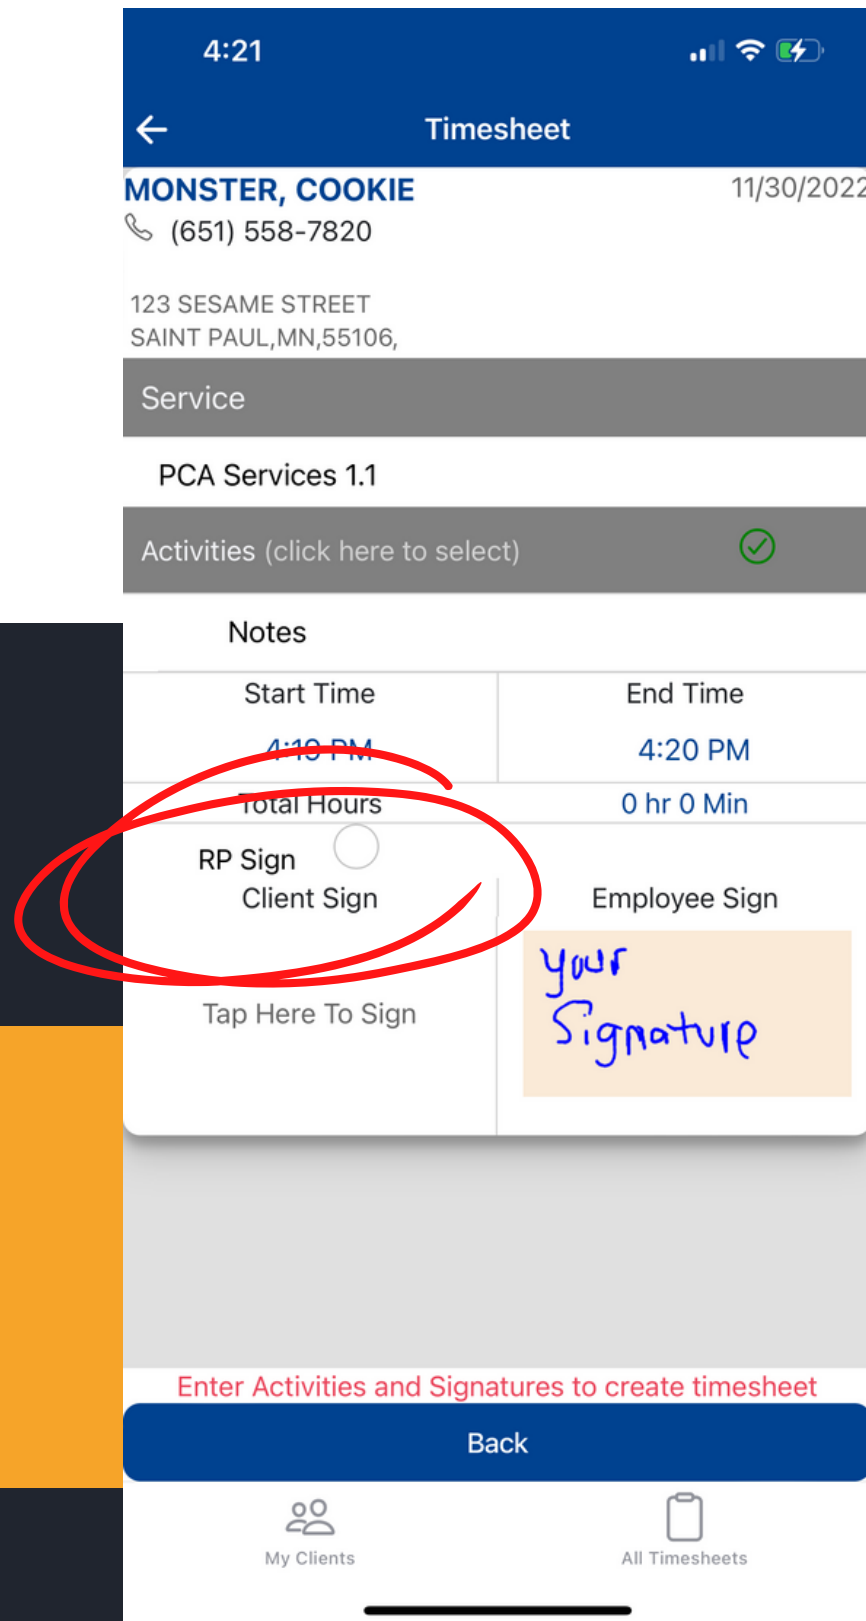 4:21
Timesheet
MONSTER, COOKIE
11/30/2022
(651) 558-7820
123 SESAME STREET
SAINT PAUL,MN,55106,
Service
PCA Services 1.1
Activities (click here to select)
Notes
Start Time
End Time
4:19 PM
4:20 PM
Total Hours
0 hr 0 Min
RP Sign
Client Sign
Employee Sign
Tap Here To Sign
your
Signature
Enter Activities and Signatures to create timesheet
Back
My Clients
All Timesheets